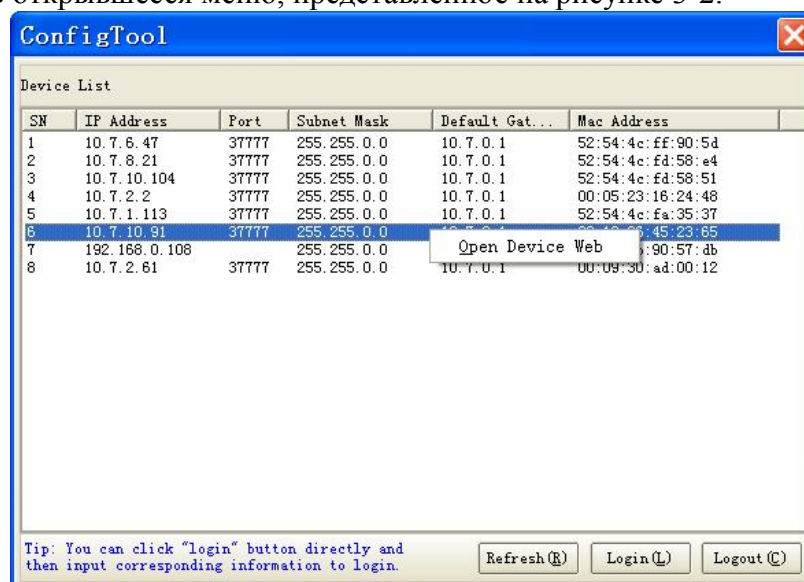 открывшееся меню, представленное на рисунке 3-2.
ConfigTool
Device List
SN IP Address Port Subnet Mask Default Gat... Mac Address
1 10.7.6.47 37777 255.255.0.0 10.7.0.1 52:54:4c:ff:90:5d
2 10.7.8.21 37777 255.255.0.0 10.7.0.1 52:54:4c:fd:58:e4
3 10.7.10.104 37777 255.255.0.0 10.7.0.1 52:54:4c:fd:58:51
4 10.7.2.2 37777 255.255.0.0 10.7.0.1 00:05:23:16:24:48
5 10.7.1.113 37777 255.255.0.0 10.7.0.1 52:54:4c:fa:35:37
6 10.7.10.91 37777 255.255.0.0 :45:23:65
Open Device Web
7 192.168.0.108 255.255.0.0 :90:57:db
8 10.7.2.61 37777 255.255.0.0 10.7.0.1 00:09:30:ad:00:12
Tip: You can click "login" button directly and
then input corresponding information to login.
Refresh(R) Login(L) Logout(C)